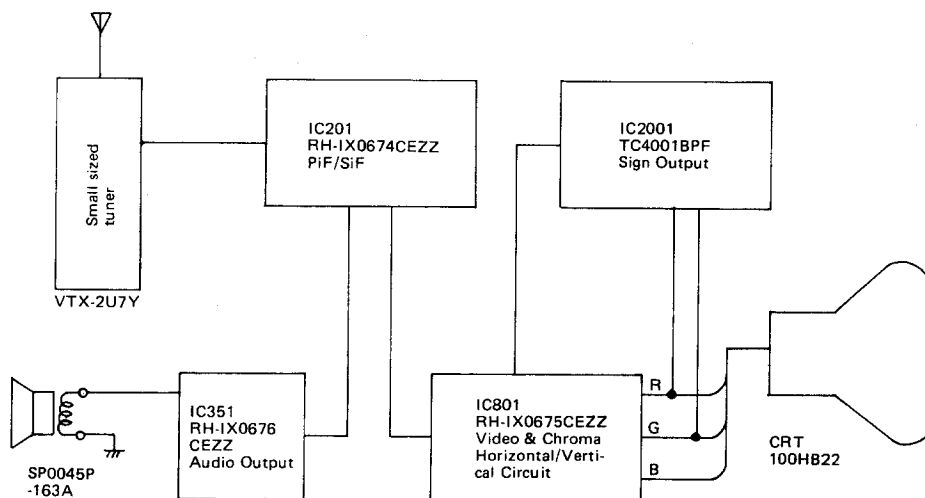 Small sized
tuner
VTX-2U7Y
IC201
RH-IX0674CEZZ
PiF/SiF
IC2001
TC4001BPF
Sign Output
SP0045P
-163A
IC351
RH-IX0676
CEZZ
Audio Output
IC801
RH-IX0675CEZZ
Video & Chroma
Horizontal/Verti-
cal Circuit
R
G
B
CRT
100HB22